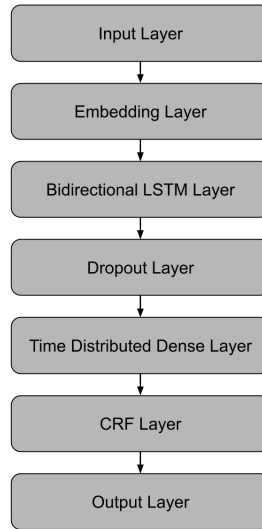 Input Layer
Embedding Layer
Bidirectional LSTM Layer
Dropout Layer
Time Distributed Dense Layer
CRF Layer
Output Layer